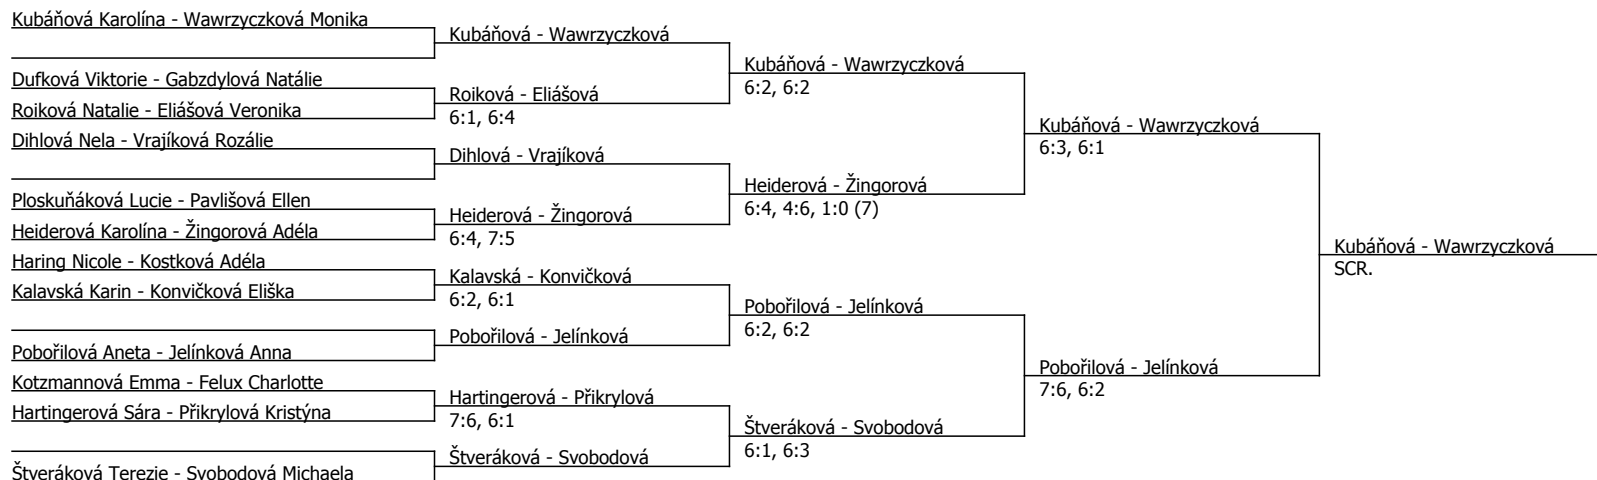 Kubáňová Karolína - Wawrzyczková Monika
Dufková Viktorie - Gabzdylová Natálie
Roiková Natalie - Eliášová Veronika
Dihlová Nela - Vrajíková Rozálie
Ploskuňáková Lucie - Pavlišová Ellen
Heiderová Karolína - Žingorová Adéla
Haring Nicole - Kostková Adéla
Kalavská Karin - Konvičková Eliška
Pobořilová Aneta - Jelínková Anna
Kotzmannová Emma - Felux Charlotte
Hartingerová Sára - Přikrylová Kristýna
Štveráková Terezie - Svobodová Michaela
Kubáňová - Wawrzyczková
Roiková - Eliášová
6:1, 6:4
Dihlová - Vrajíková
Heiderová - Žingorová
6:4, 7:5
Kalavská - Konvičková
6:2, 6:1
Pobořilová - Jelínková
Hartingerová - Přikrylová
7:6, 6:1
Štveráková - Svobodová
Kubáňová - Wawrzyczková
6:2, 6:2
Heiderová - Žingorová
6:4, 4:6, 1:0 (7)
Pobořilová - Jelínková
6:2, 6:2
Štveráková - Svobodová
6:1, 6:3
Kubáňová - Wawrzyczková
6:3, 6:1
Pobořilová - Jelínková
7:6, 6:2
Kubáňová - Wawrzyczková
SCR.